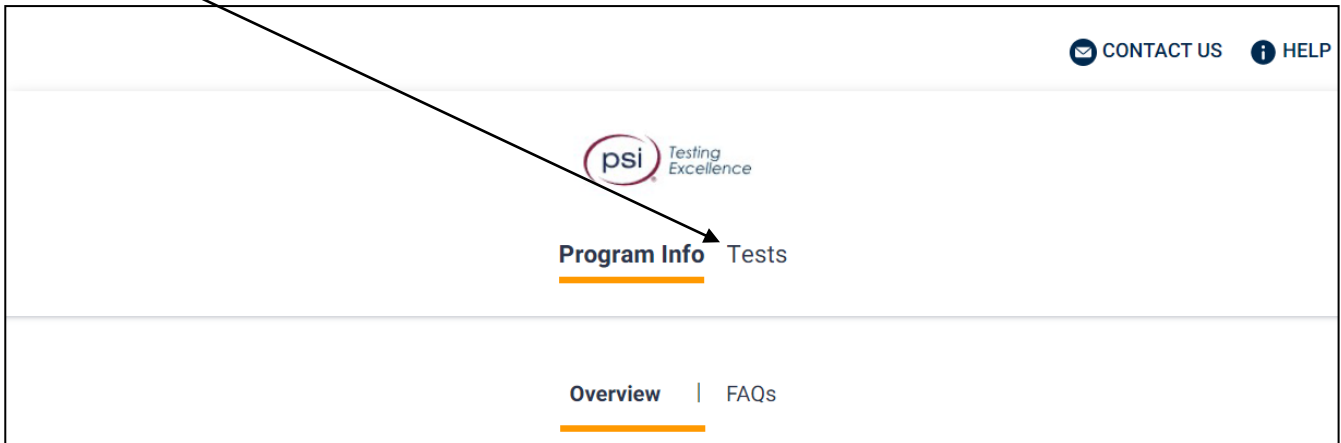 CONTACT US HELP
psi Testing
Excellence
Program Info Tests
Overview | FAQs